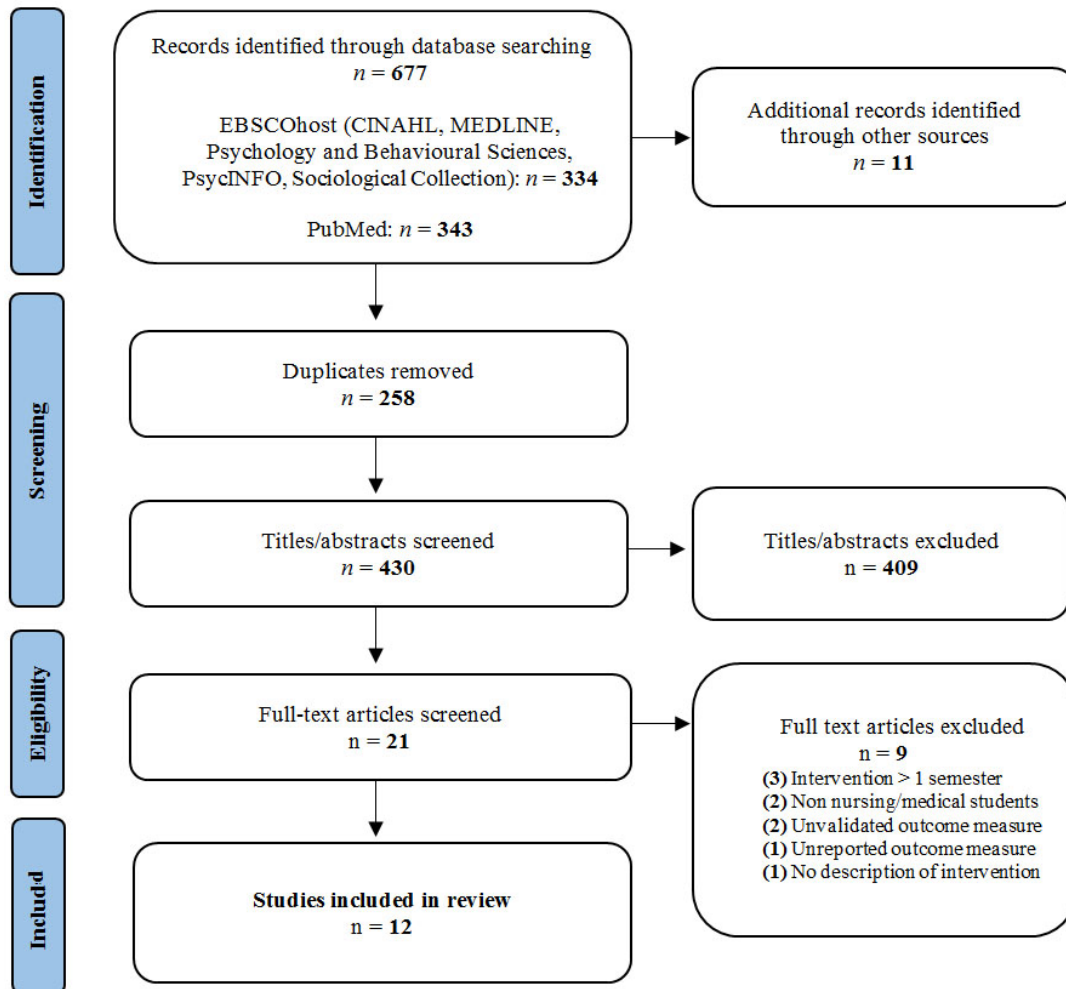 Identification
Records identified through database searching
n = 677
EBSCOhost (CINAHL, MEDLINE,
Psychology and Behavioural Sciences,
PsycINFO, Sociological Collection): n = 334
PubMed: n = 343
Additional records identified
through other sources
n = 11
Screening
Duplicates removed
n = 258
Titles/abstracts screened
n = 430
Titles/abstracts excluded
n = 409
Eligibility
Full-text articles screened
n = 21
Full text articles excluded
n = 9
(3) Intervention > 1 semester
(2) Non nursing/medical students
(2) Unvalidated outcome measure
(1) Unreported outcome measure
(1) No description of intervention
Included
Studies included in review
n = 12